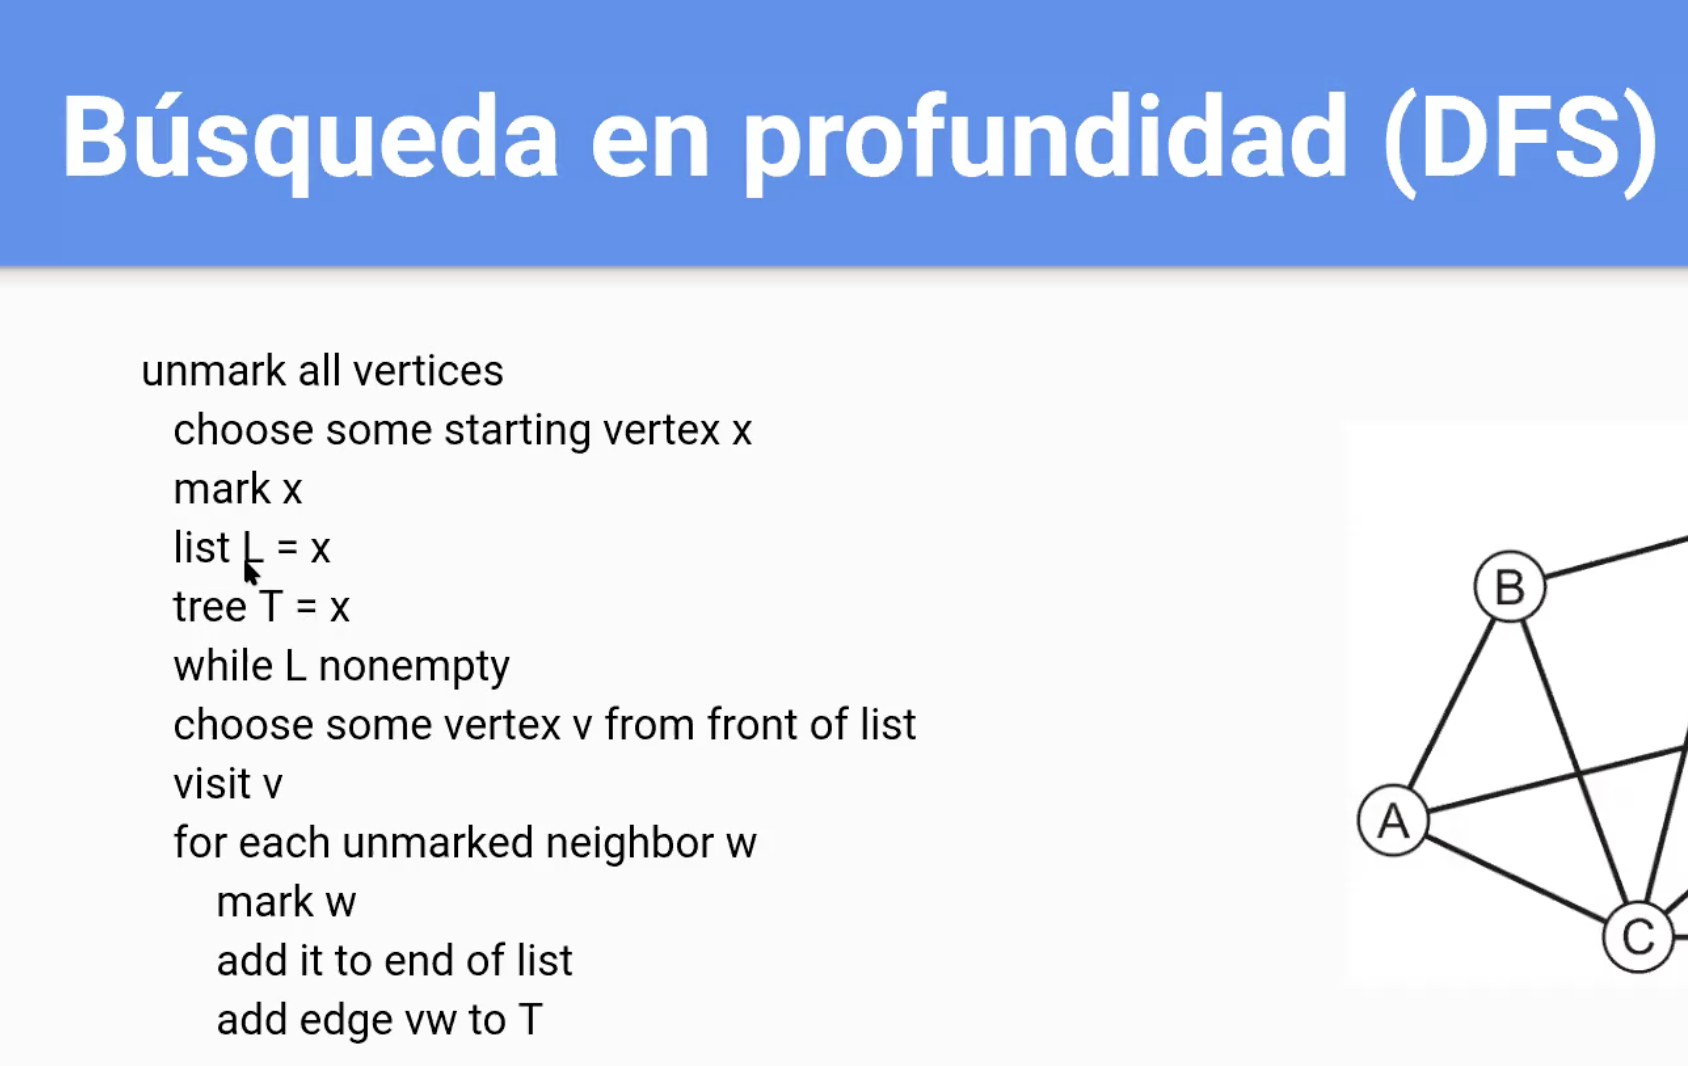 Búsqueda en profundidad (DFS)
unmark all vertices
choose some starting vertex x
mark x
list L = x
tree T = x
while L nonempty
choose some vertex v from front of list
visit v
for each unmarked neighbor w
mark w
add it to end of list
add edge vw to T
B
A
C